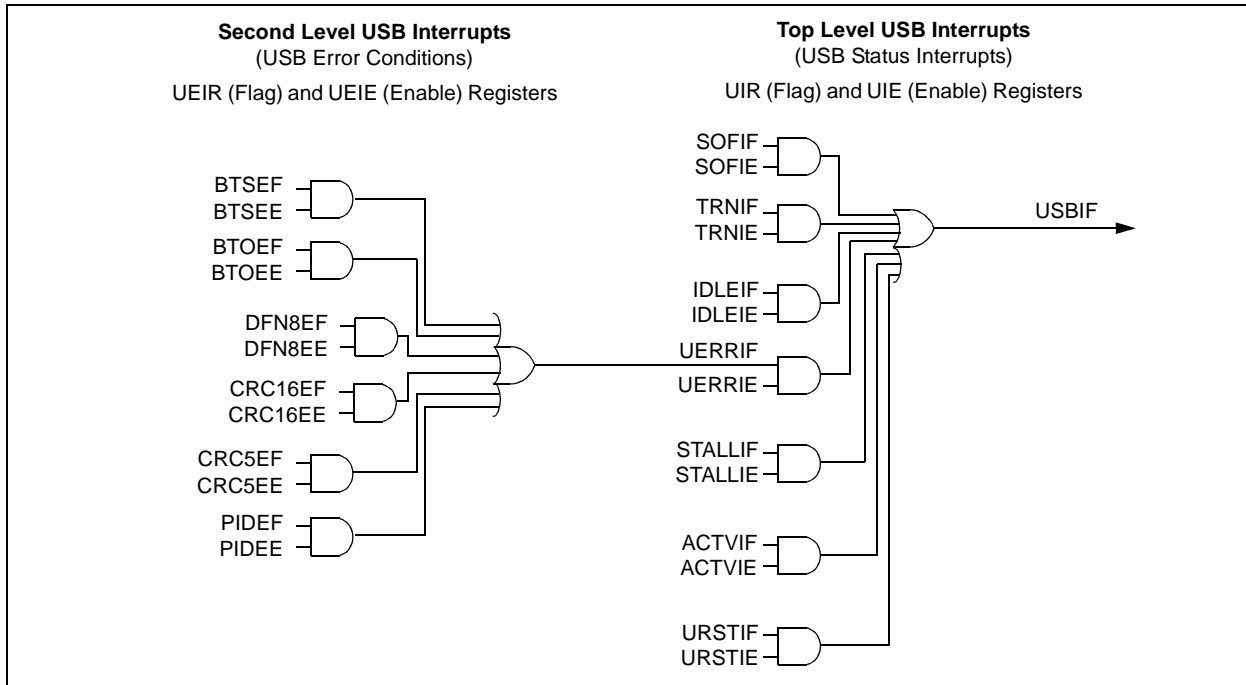 Second Level USB Interrupts
(USB Error Conditions)
UEIR (Flag) and UEIE (Enable) Registers
Top Level USB Interrupts
(USB Status Interrupts)
UIR (Flag) and UIE (Enable) Registers
BTSEF
BTSEE
BTOEF
BTOEE
DFN8EF
DFN8EE
CRC16EF
CRC16EE
CRC5EF
CRC5EE
PIDEF
PIDEE
SOFIF
SOFIE
TRNIF
TRNIE
IDLEIF
IDLEIE
UERRIF
UERRIE
STALLIF
STALLIE
ACTVIF
ACTVIE
URSTIF
URSTIE
USBIF